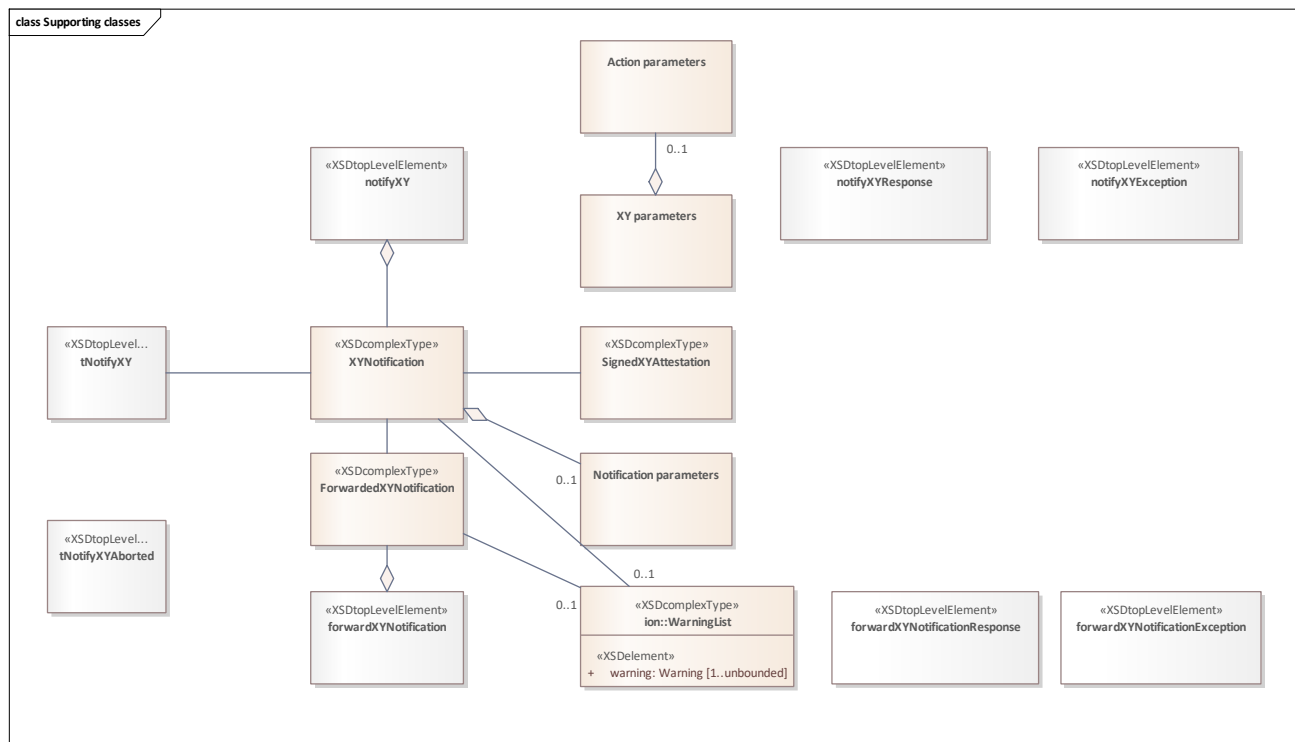 class Supporting classes
Action parameters
0..1
XY parameters
«XSDtopLevelElement»
notifyXY
«XSDtopLevelElement»
notifyXYResponse
«XSDtopLevelElement»
notifyXYException
«XSDtopLevel...
tNotifyXY
«XSDcomplexType»
XYNotification
«XSDcomplexType»
SignedXYAttestation
«XSDcomplexType»
ForwardedXYNotification
0..1
Notification parameters
«XSDtopLevel...
tNotifyXYAborted
0..1
0..1
«XSDtopLevelElement»
forwardXYNotification
«XSDcomplexType»
ion::WarningList
«XSDelement»
+ warning: Warning [1..unbounded]
«XSDtopLevelElement»
forwardXYNotificationResponse
«XSDtopLevelElement»
forwardXYNotificationException